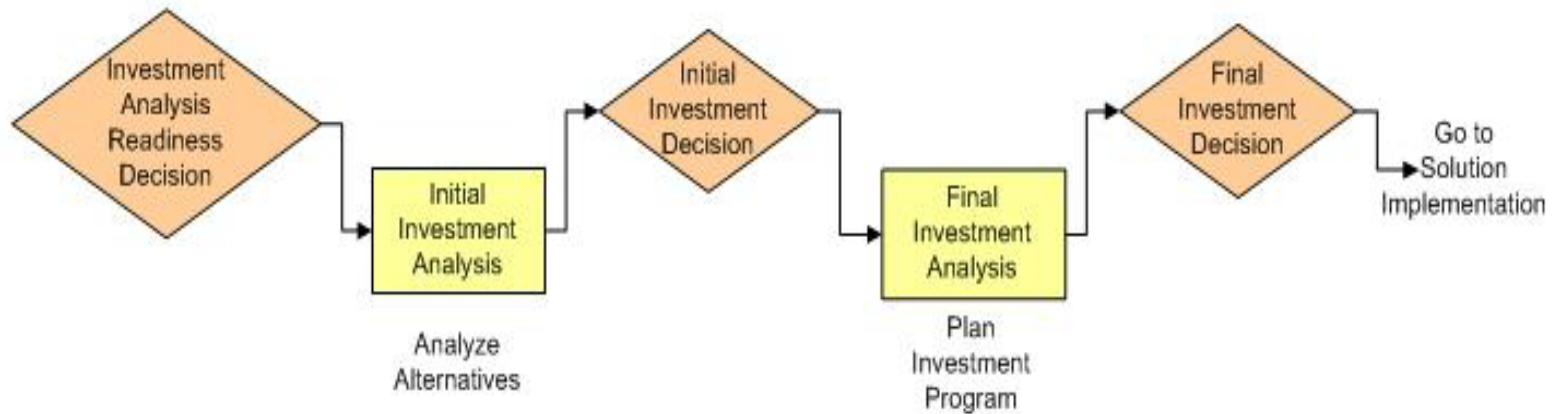 Investment
Analysis
Readiness
Decision
Initial
Investment
Analysis
Analyze
Alternatives
Initial
Investment
Decision
Final
Investment
Analysis
Plan
Investment
Program
Final
Investment
Decision
Go to
Solution
Implementation